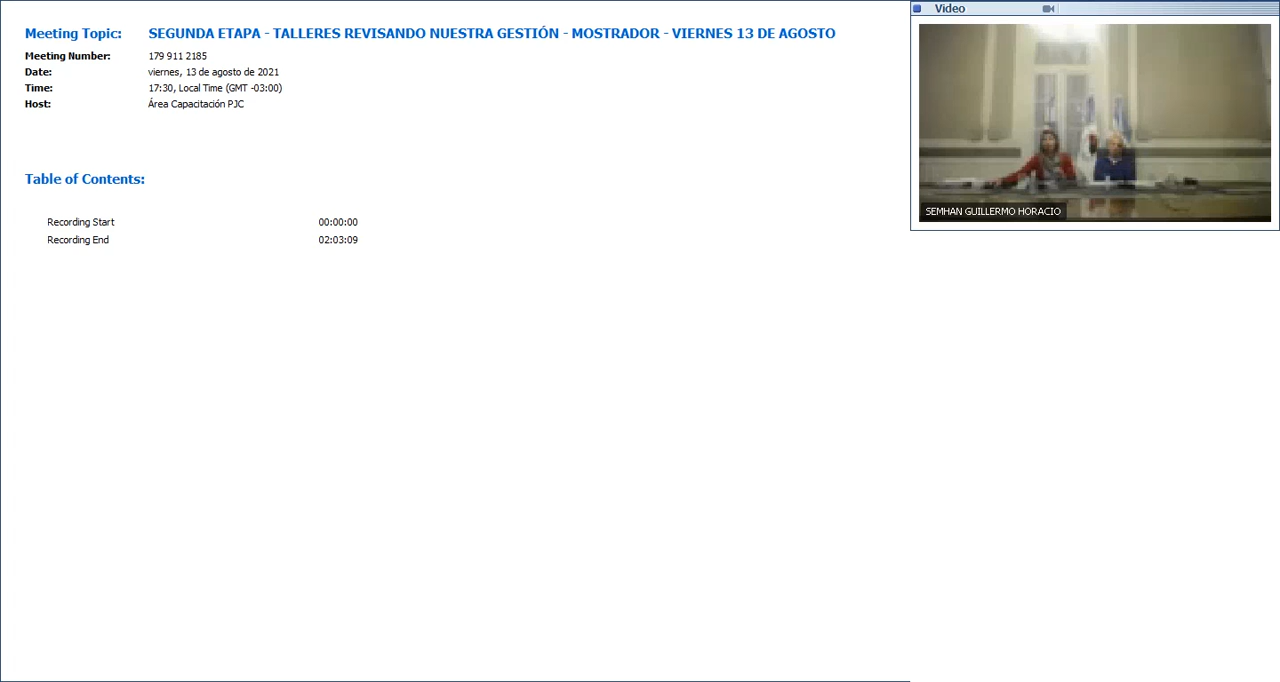 Meeting Topic: SEGUNDA ETAPA - TALLERES REVISANDO NUESTRA GESTIÓN - MOSTRADOR - VIERNES 13 DE AGOSTO
Meeting Number: 179 911 2185
Date: viernes, 13 de agosto de 2021
Time: 17:30, Local Time (GMT -03:00)
Host: Área Capacitación PJC
Table of Contents:
Recording Start 00:00:00
Recording End 02:03:09
Video
SEMHAN GUILLERMO HORACIO